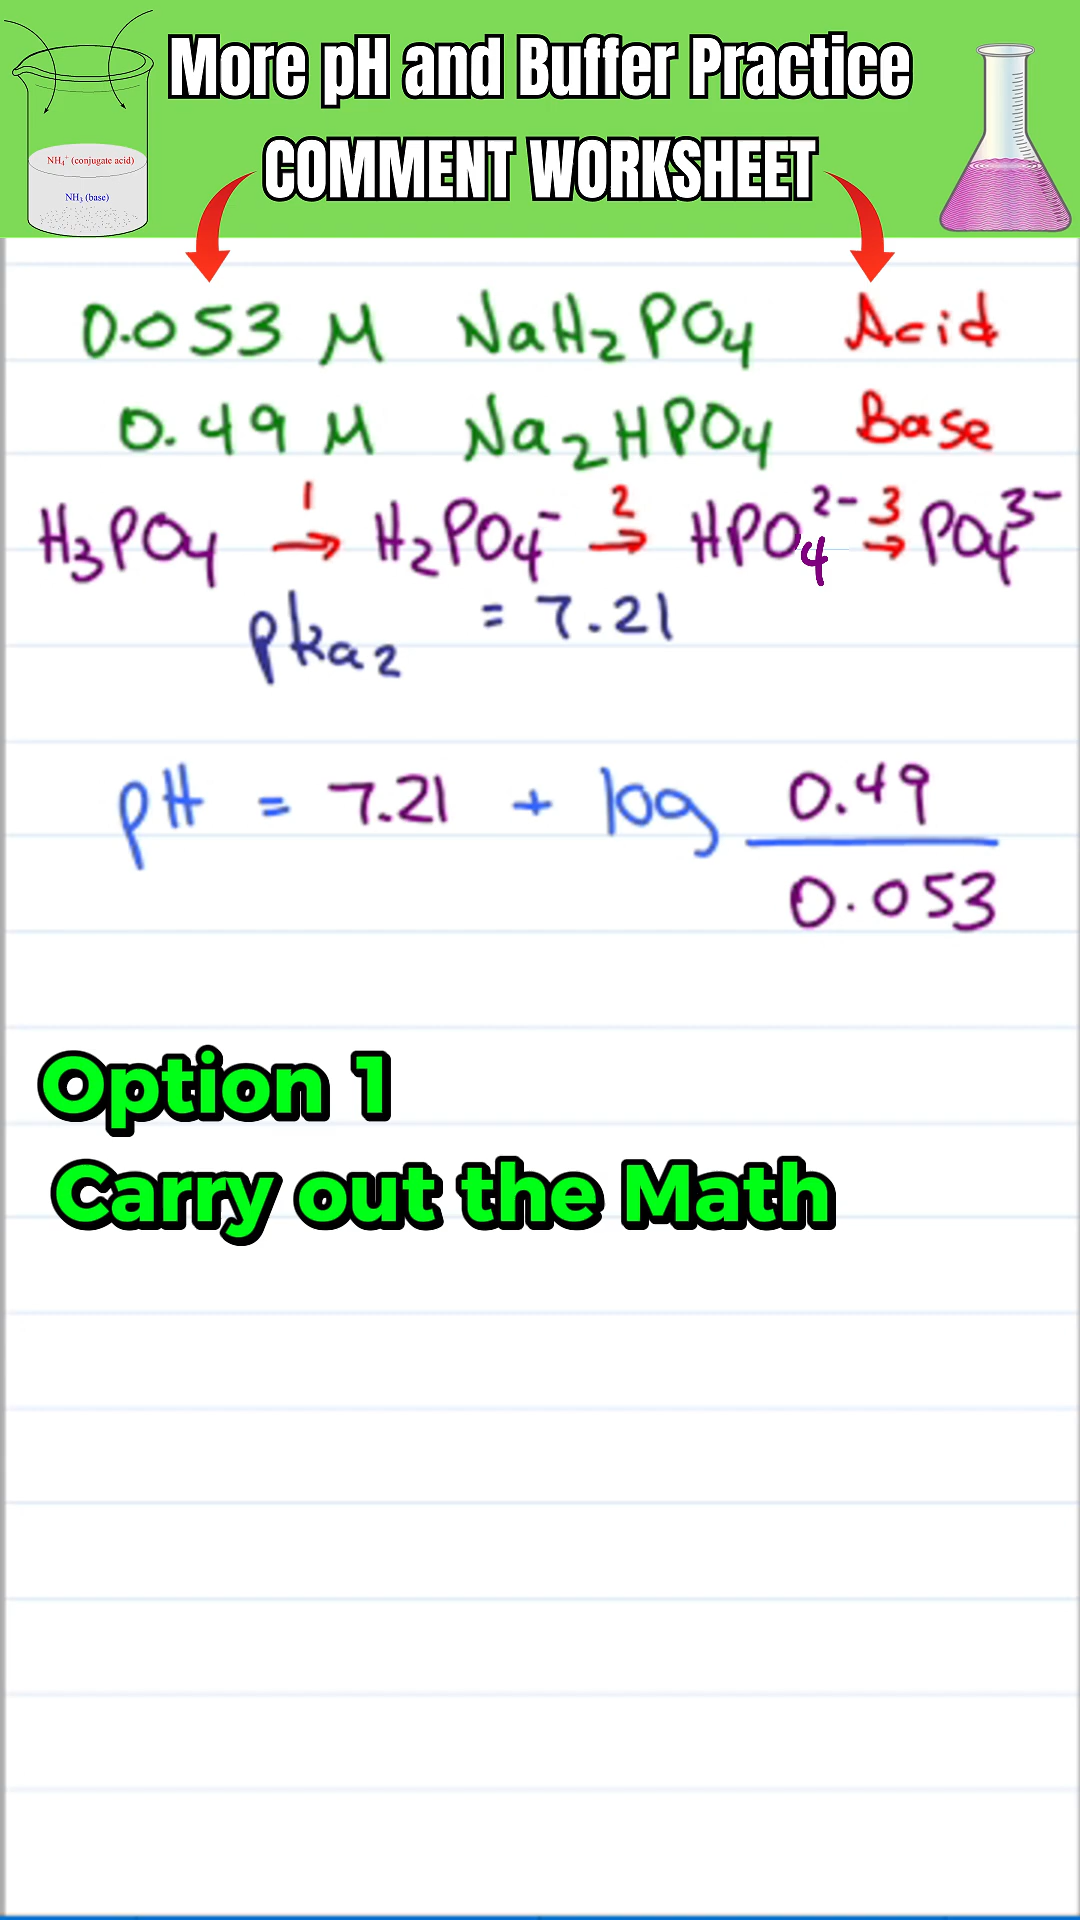 More pH and Buffer Practice
COMMENT WORKSHEET
NH₄⁺ (conjugate acid)
NH₃ (base)
0.053 M NaH₂PO₄ Acid
0.49 M Na₂HPO₄ Base
H₃PO₄ →¹ H₂PO₄⁻ →² HPO₄²⁻ →³ PO₄³⁻
pka₂ = 7.21
pH = 7.21 + log 0.49
0.053
Option 1
Carry out the Math